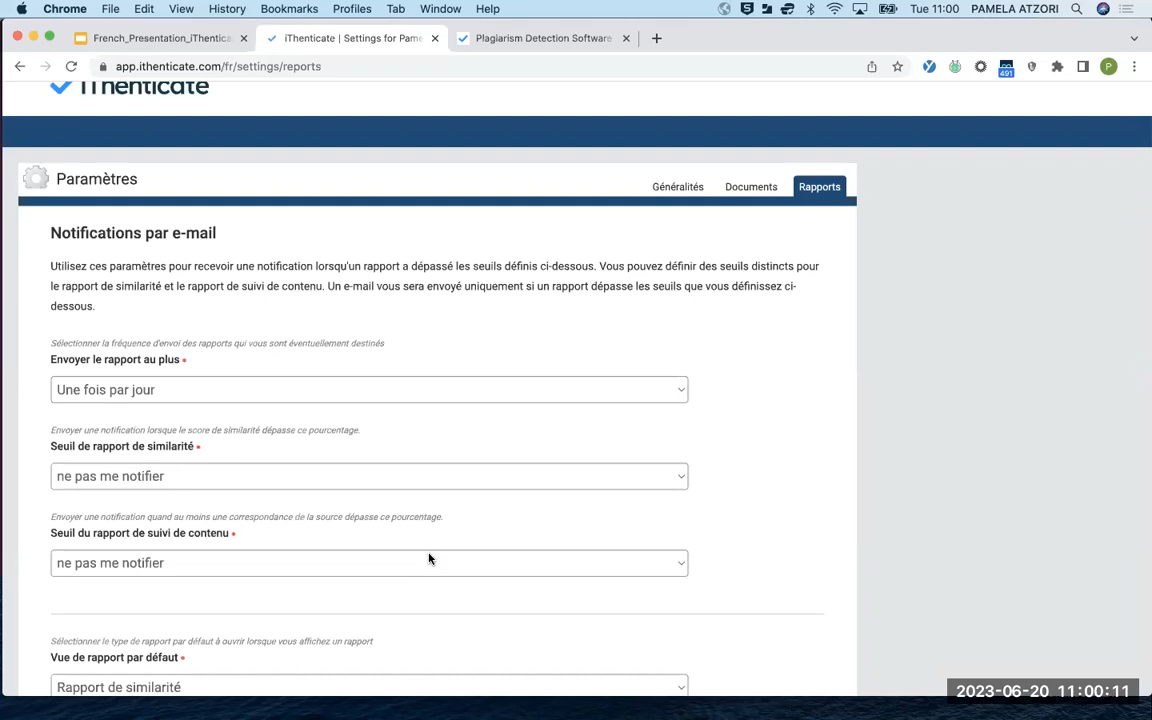 Chrome File Edit View History Bookmarks Profiles Tab Window Help Tue 11:00 PAMELA ATZORI
French_Presentation_iThentica iThenticate | Settings for Pame Plagiarism Detection Software
app.ithenticate.com/fr/settings/reports
491
P
iThenticate
Paramètres
Généralités Documents Rapports
Notifications par e-mail
Utilisez ces paramètres pour recevoir une notification lorsqu'un rapport a dépassé les seuils définis ci-dessous. Vous pouvez définir des seuils distincts pour
le rapport de similarité et le rapport de suivi de contenu. Un e-mail vous sera envoyé uniquement si un rapport dépasse les seuils que vous définissez ci-
dessous.
Sélectionner la fréquence d'envoi des rapports qui vous sont éventuellement destinés
Envoyer le rapport au plus *
Une fois par jour
Envoyer une notification lorsque le score de similarité dépasse ce pourcentage.
Seuil de rapport de similarité *
ne pas me notifier
Envoyer une notification quand au moins une correspondance de la source dépasse ce pourcentage.
Seuil du rapport de suivi de contenu *
ne pas me notifier
Sélectionner le type de rapport par défaut à ouvrir lorsque vous affichez un rapport
Vue de rapport par défaut *
Rapport de similarité
2023-06-20 11:00:11